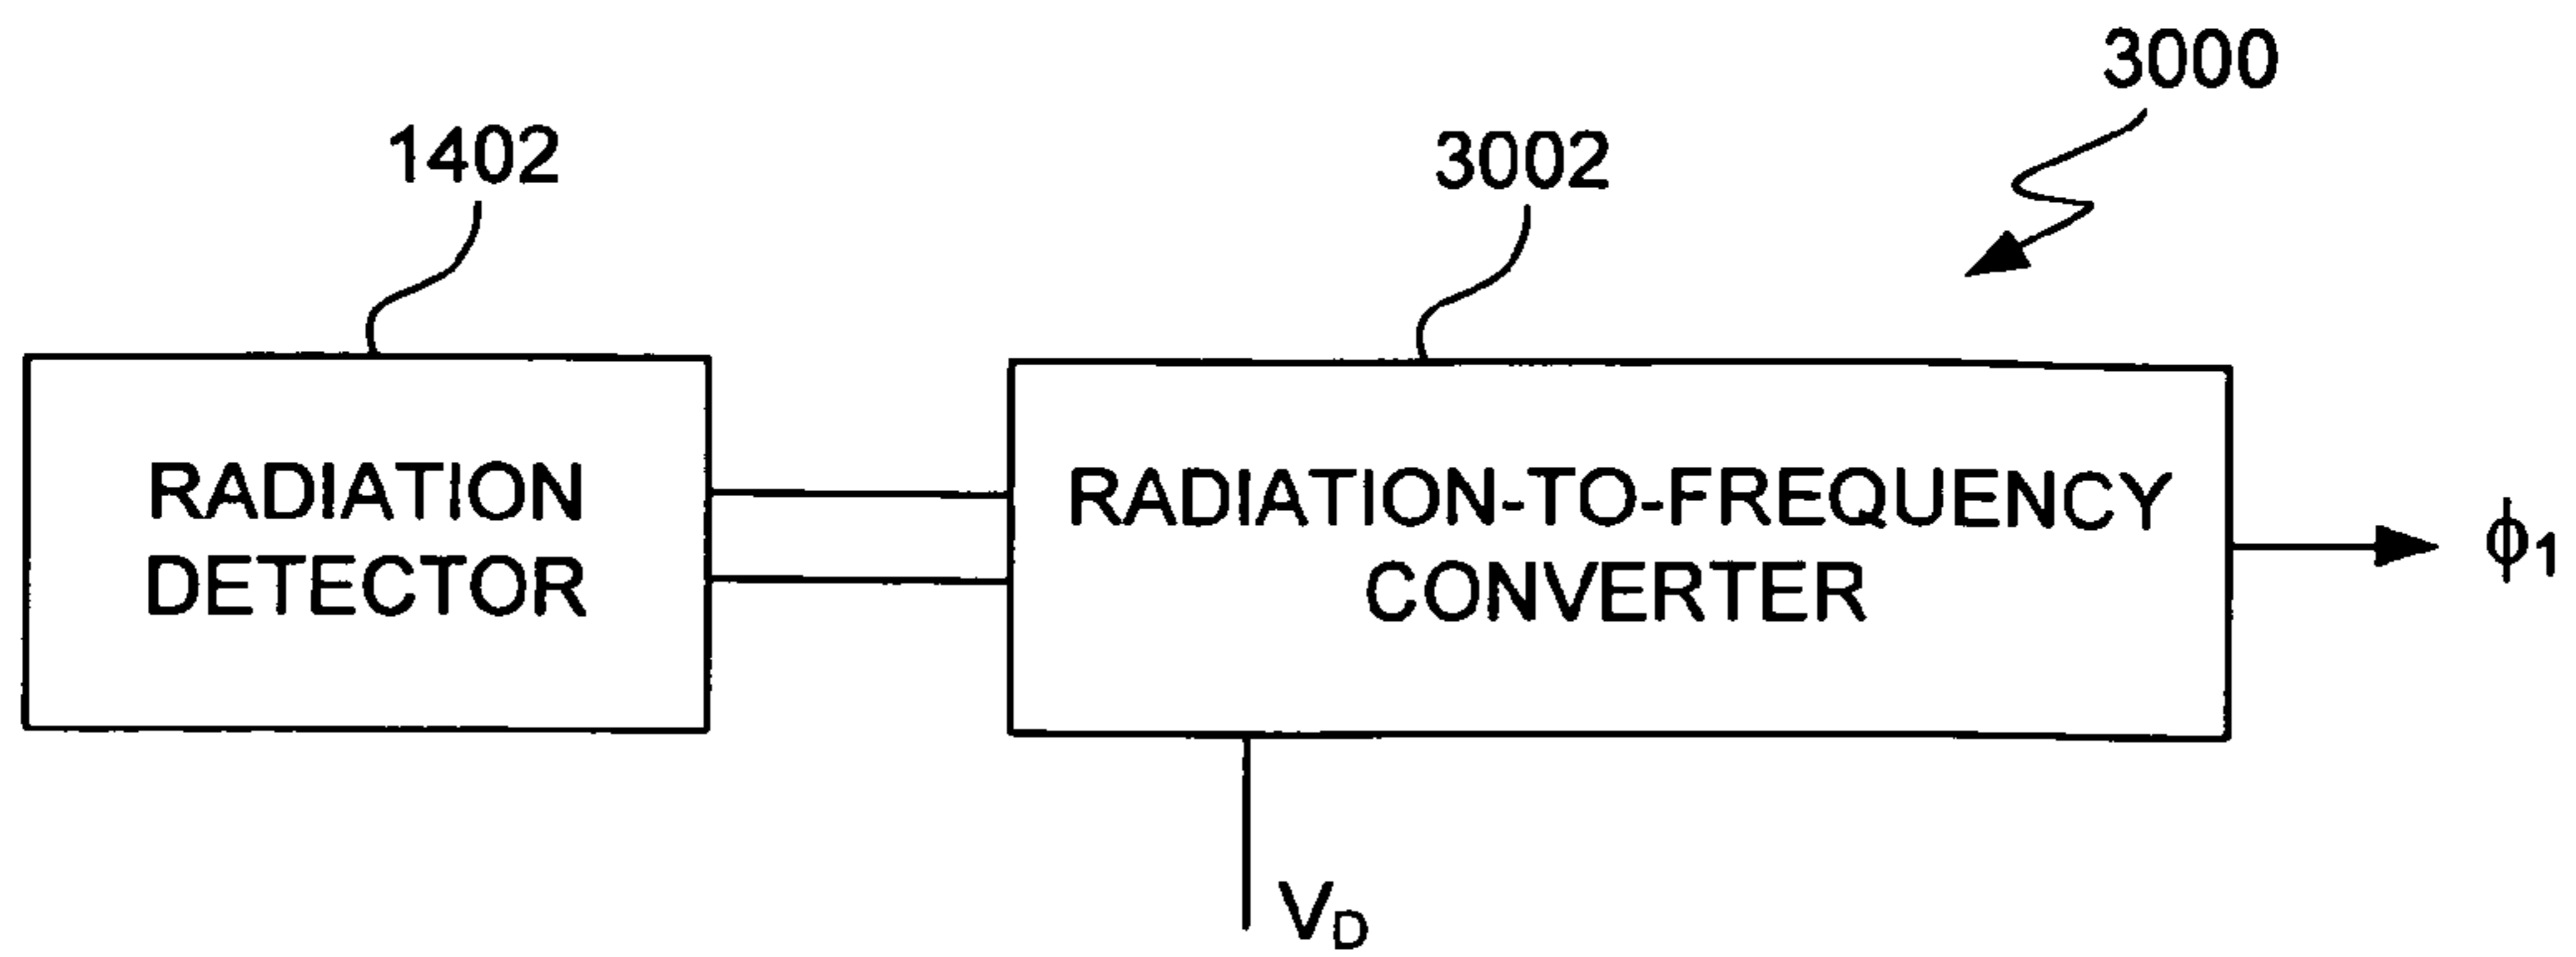 3000
1402
3002
RADIATION
DETECTOR
RADIATION-TO-FREQUENCY
CONVERTER
ϕ1
VD